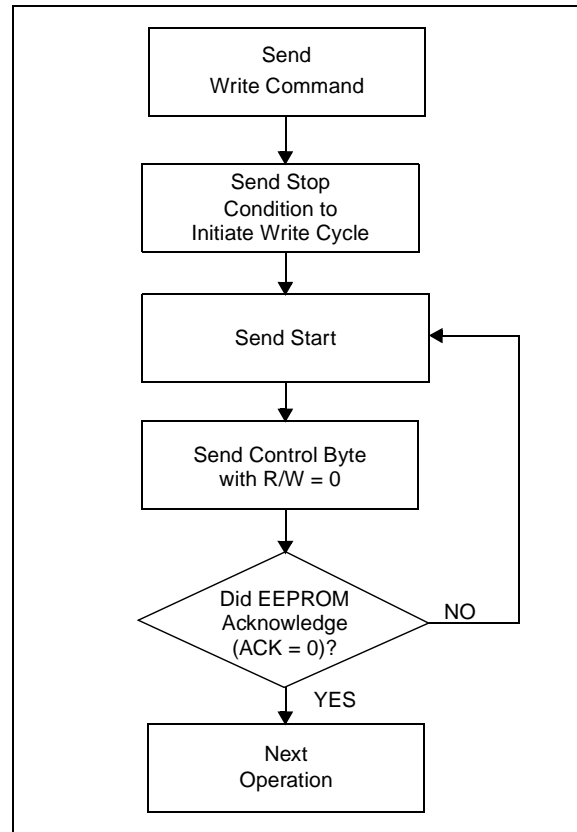 Send
Write Command
Send Stop
Condition to
Initiate Write Cycle
Send Start
Send Control Byte
with R/W = 0
Did EEPROM
Acknowledge
(ACK = 0)?
NO
YES
Next
Operation